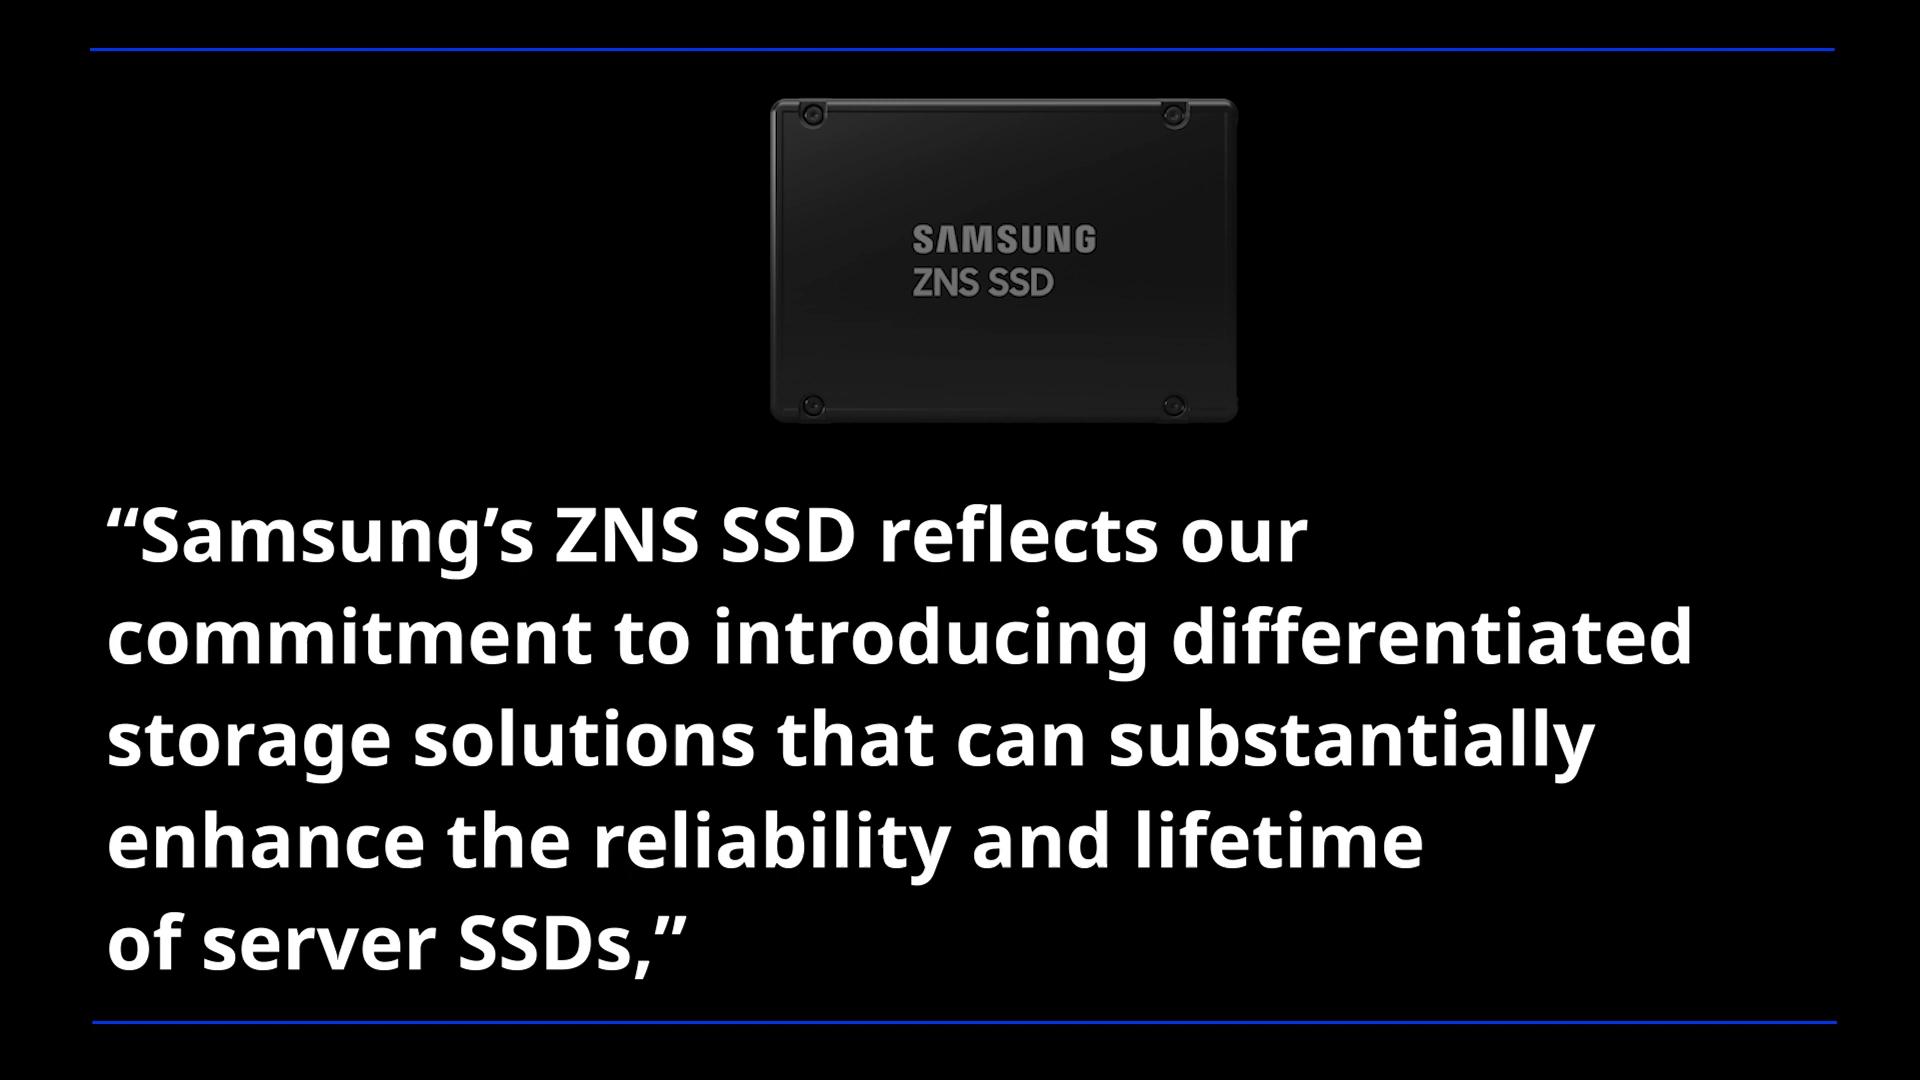 SAMSUNG
ZNS SSD
“Samsung’s ZNS SSD reflects our
commitment to introducing differentiated
storage solutions that can substantially
enhance the reliability and lifetime
of server SSDs,”